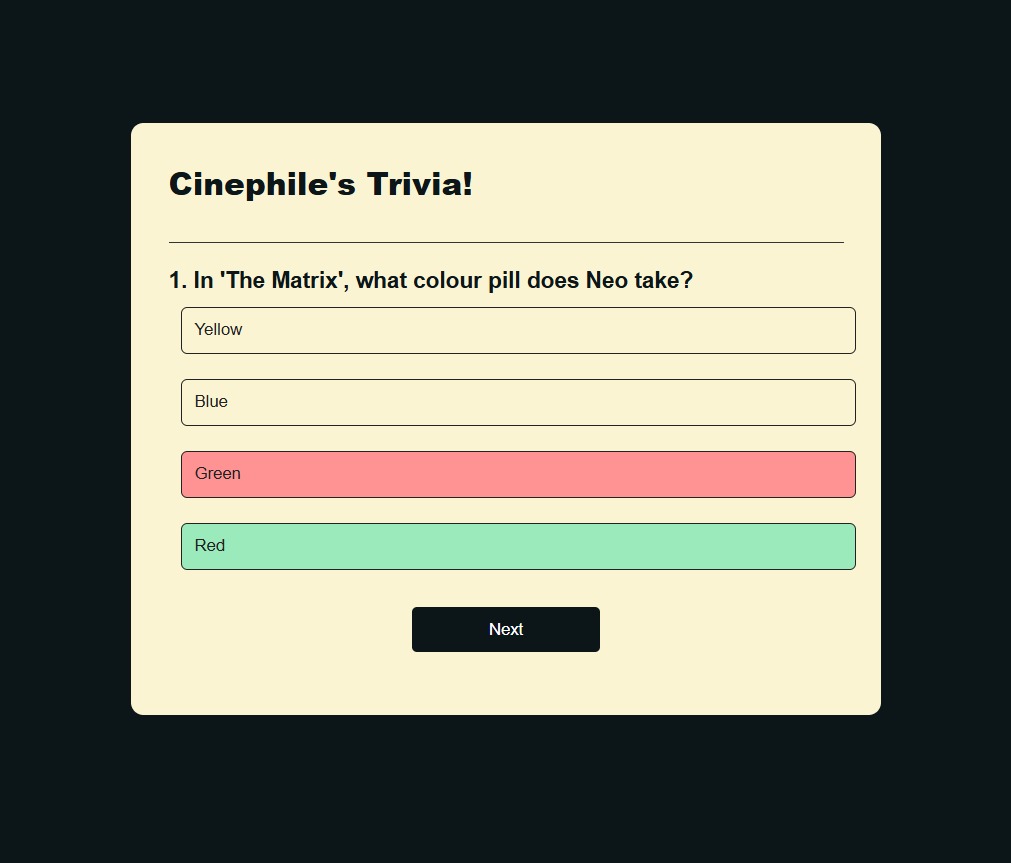 Cinephile's Trivia!
1. In 'The Matrix', what colour pill does Neo take?
Yellow
Blue
Green
Red
Next